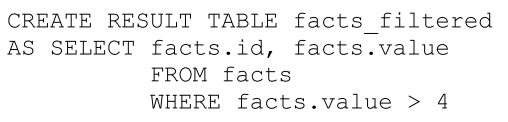 CREATE RESULT TABLE facts_filtered
AS SELECT facts.id, facts.value
FROM facts
WHERE facts.value > 4